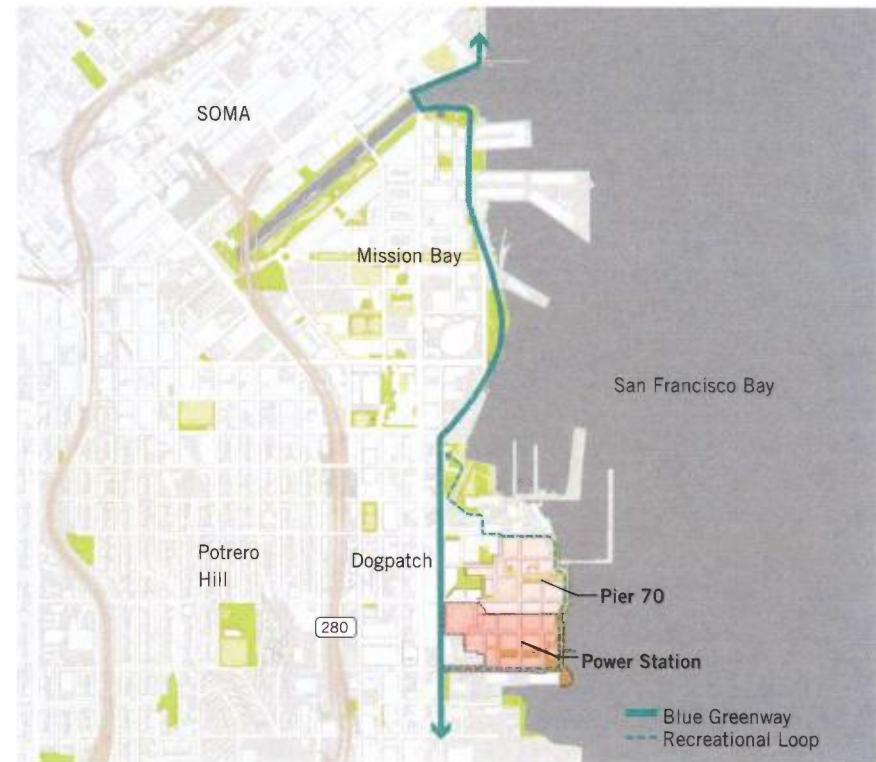 SOMA
Mission Bay
San Francisco Bay
Potrero
Hill
Dogpatch
280
Pier 70
Power Station
Blue Greenway
Recreational Loop